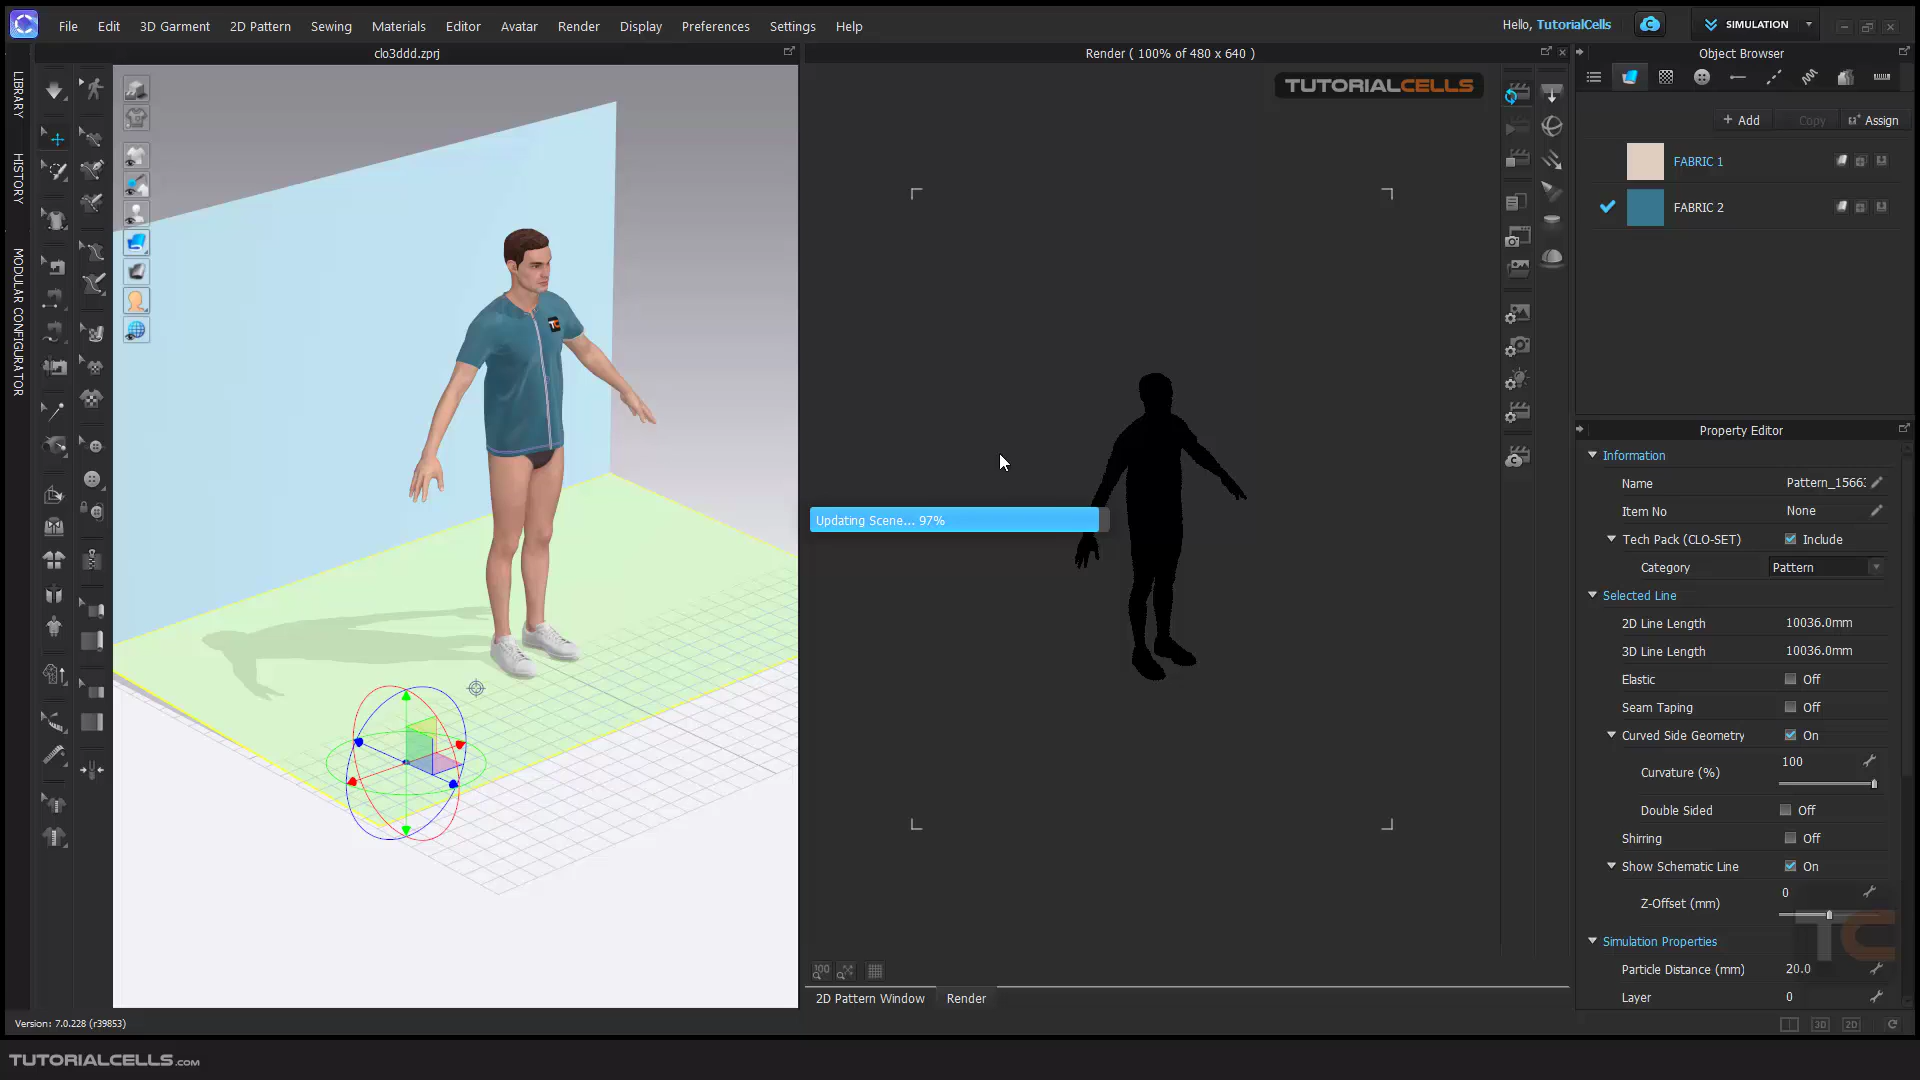 File Edit 3D Garment 2D Pattern Sewing Materials Editor Avatar Render Display Preferences Settings Help
Hello, TutorialCells
SIMULATION
clo3ddd.zprj
Render ( 100% of 480 x 640 )
Object Browser
LIBRARY
HISTORY
MODULAR CONFIGURATOR
TUTORIALCELLS
+ Add
Copy
Assign
FABRIC 1
FABRIC 2
TC
Updating Scene... 97%
Property Editor
Information
Name Pattern_1566
Item No None
Tech Pack (CLO-SET) Include
Category Pattern
Selected Line
2D Line Length 10036.0mm
3D Line Length 10036.0mm
Elastic Off
Seam Taping Off
Curved Side Geometry On
Curvature (%) 100
Double Sided Off
Shirring Off
Show Schematic Line On
Z-Offset (mm) 0
TC
Simulation Properties
Particle Distance (mm) 20.0
Layer 0
100
2D Pattern Window Render
Version: 7.0.228 (r39853)
3D 2D
TUTORIALCELLS.com